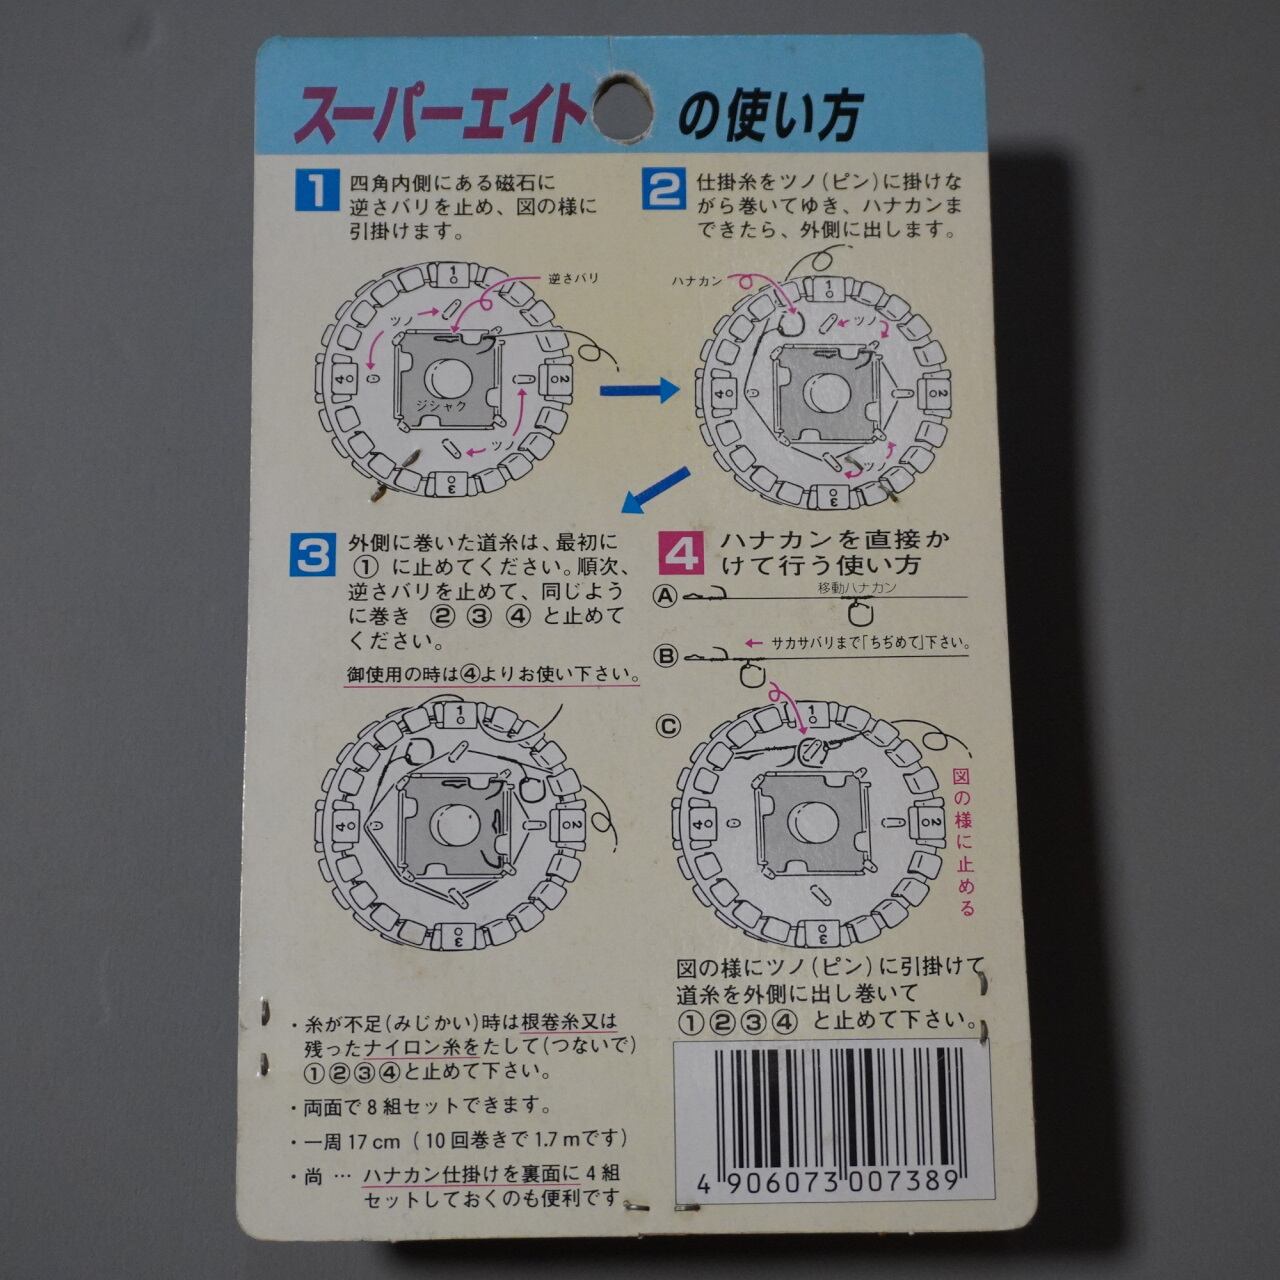 スーパーエイトの使い方
1
四角内側にある磁石に
逆さバリを止め、図の様に
引掛けます。
逆さバリ
ツノ
ジシャク
1
2
3
4
ツノ
2
仕掛糸をツノ(ピン)に掛けな
がら巻いてゆき、ハナカンま
できたら、外側に出します。
ハナカン
ツノ
1
2
3
4
ツノ
3
外側に巻いた道糸は、最初に
①に止めてください。順次、
逆さバリを止めて、同じよう
に巻き ②③④ と止めて
ください。
御使用の時は④よりお使い下さい。
1
2
3
4
4
ハナカンを直接か
けて行う使い方
移動ハナカン
Ⓐ
← サカサバリまで「ちぢめて」下さい。
Ⓑ
Ⓒ
1
2
3
4
図の様に止める
図の様にツノ(ピン)に引掛けて
道糸を外側に出し巻いて
①②③④ と止めて下さい。
・糸が不足(みじかい)時は根巻糸又は
残ったナイロン糸をたして(つないで)
①②③④と止めて下さい。
・両面で8組セットできます。
・一周17cm (10回巻きで1.7mです)
・尚…ハナカン仕掛けを裏面に4組
セットしておくのも便利です
4 906073 007389